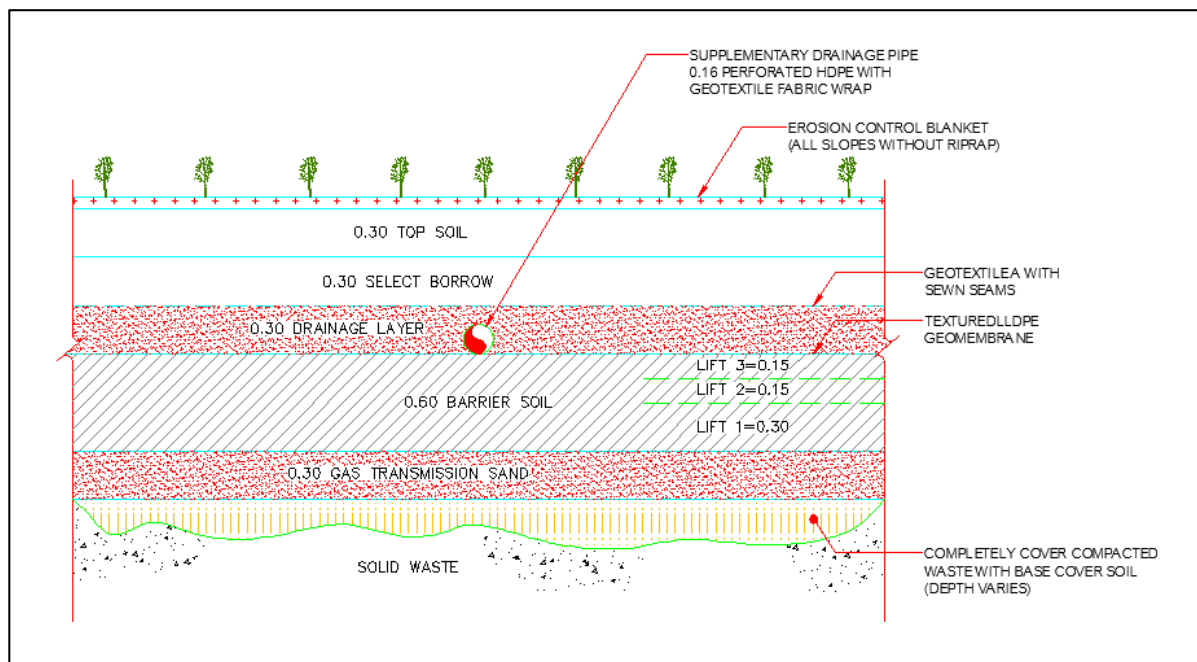 SUPPLEMENTARY DRAINAGE PIPE
0.16 PERFORATED HDPE WITH
GEOTEXTILE FABRIC WRAP
EROSION CONTROL BLANKET
(ALL SLOPES WITHOUT RIPRAP)
0.30 TOP SOIL
0.30 SELECT BORROW
GEOTEXTILEA WITH
SEWN SEAMS
0.30 DRAINAGE LAYER
TEXTUREDLLDPE
GEOMEMBRANE
LIFT 3=0.15
LIFT 2=0.15
0.60 BARRIER SOIL
LIFT 1=0.30
0.30 GAS TRANSMISSION SAND
SOLID WASTE
COMPLETELY COVER COMPACTED
WASTE WITH BASE COVER SOIL
(DEPTH VARIES)